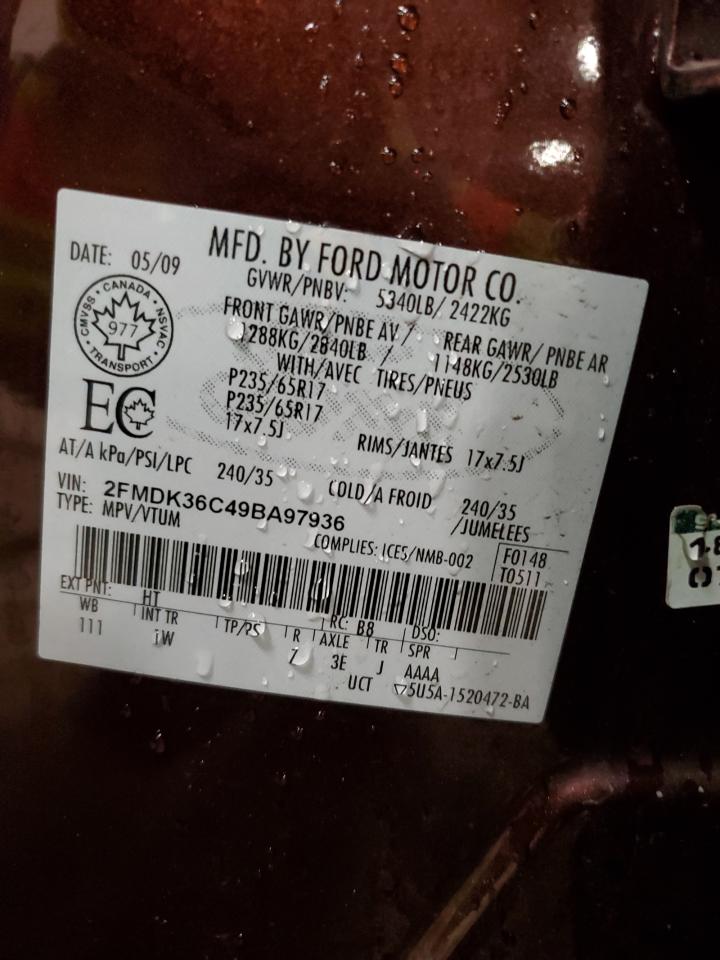 MFD. BY FORD MOTOR CO.
DATE: 05/09
GVWR/PNBV: 5340LB/ 2422KG
FRONT GAWR/PNBE AV / REAR GAWR/ PNBE AR
1288KG/2840LB / 1148KG/2530LB
WITH/AVEC TIRES/PNEUS
P235/65R17
P235/65R17
17x7.5J RIMS/JANTES 17x7.5J
CANADA
CMVSS NSVAC
977
TRANSPORT
EC
AT/A kPa/PSI/LPC 240/35 COLD/A FROID 240/35
VIN: 2FMDK36C49BA97936 /JUMELEES
TYPE: MPV/VTUM
COMPLIES: ICES/NMB-002 F0148
T0511
EXT PNT: HT RC: B8 DSO:
WB INT TR TP/PS R AXLE TR SPR
111 W 7 3E J AAAA
UCT 5U5A-1520472-BA